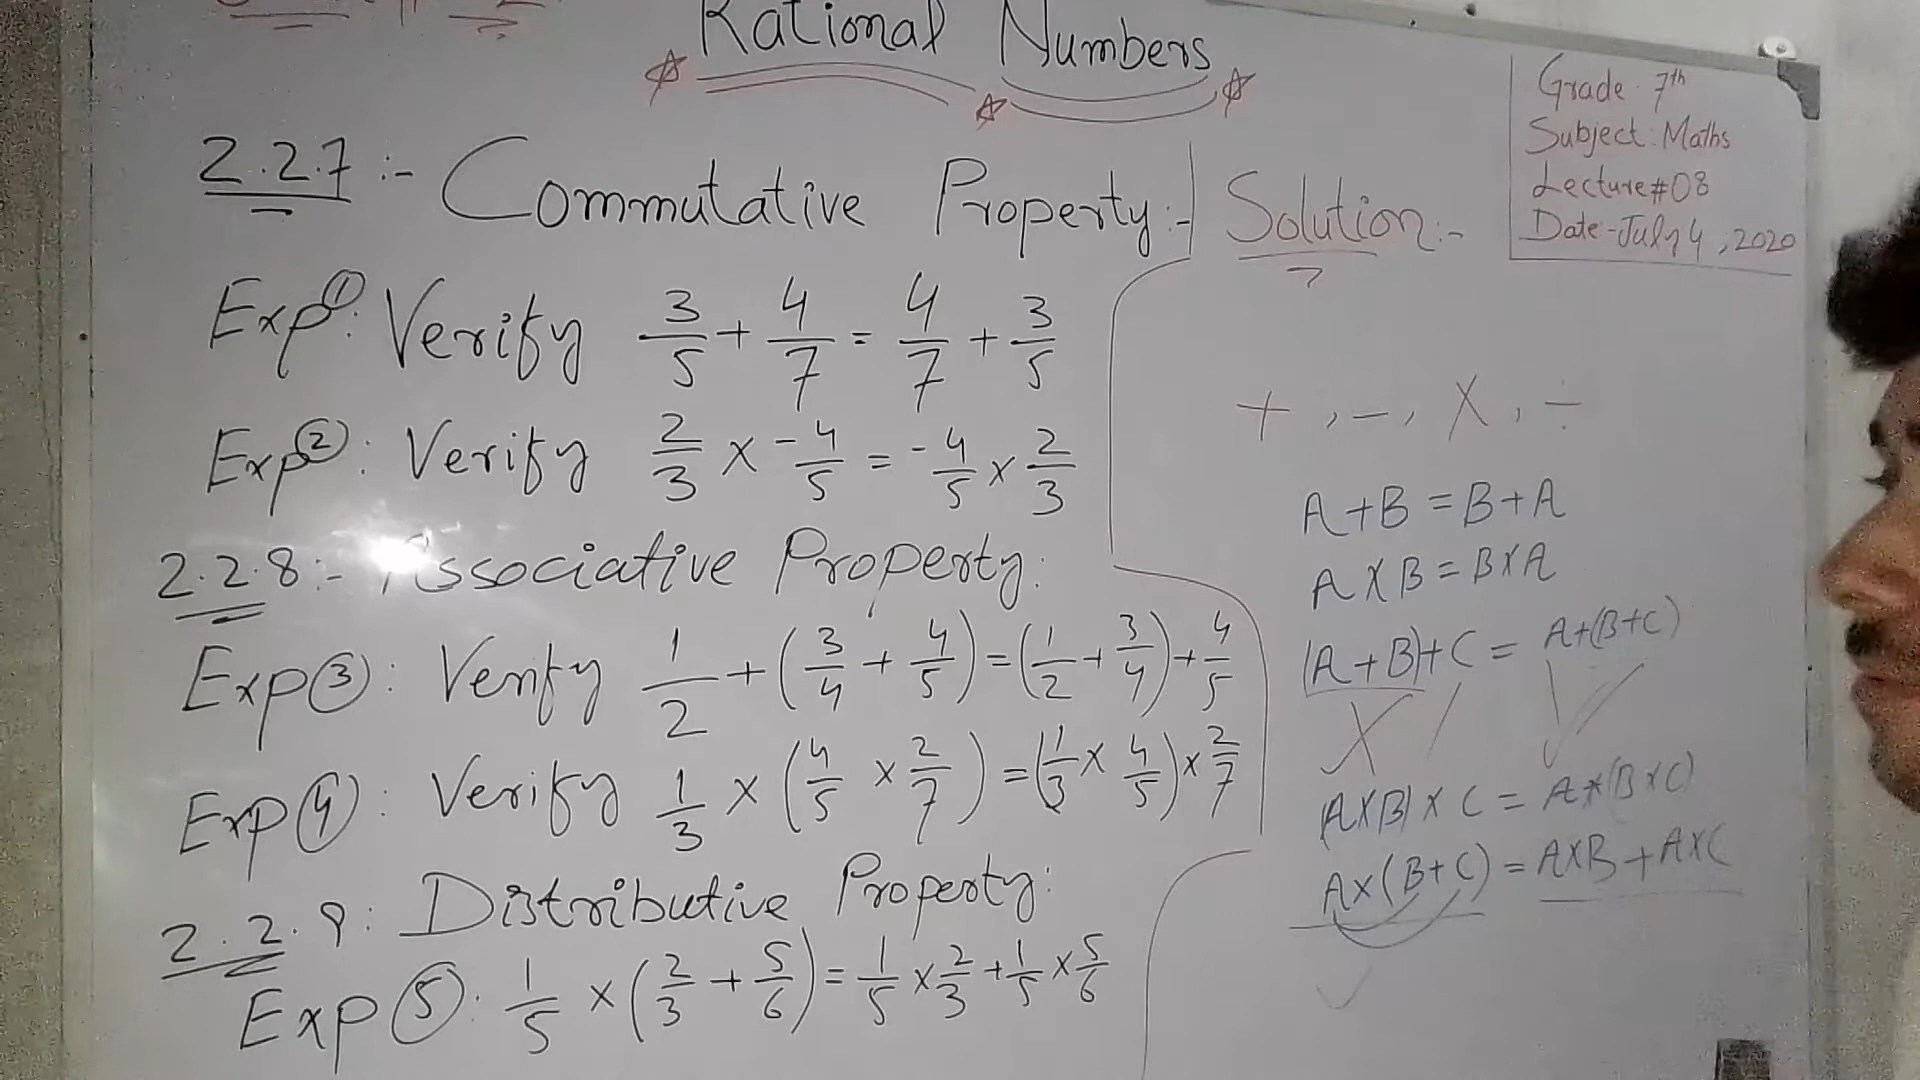 Rational Numbers
Grade 7th
Subject: Maths
Lecture#08
Date:-July 4, 2020
2.2.7:- Commutative Property:-
Exp①: Verify 3/5 + 4/7 = 4/7 + 3/5
Exp②: Verify 2/3 × -4/5 = -4/5 × 2/3
2.2.8:- Associative Property:
Exp③: Verify 1/2 + (3/4 + 4/5) = (1/2 + 3/4) + 4/5
Exp④: Verify 1/3 × (4/5 × 2/7) = (1/3 × 4/5) × 2/7
2.2.9: Distributive Property:
Exp⑤: 1/5 × (2/3 + 5/6) = 1/5 × 2/3 + 1/5 × 5/6
Solution:-
+, -, ×, ÷
A+B = B+A
A×B = B×A
(A+B)+C = A+(B+C)
(A×B)×C = A×(B×C)
A×(B+C) = A×B + A×C